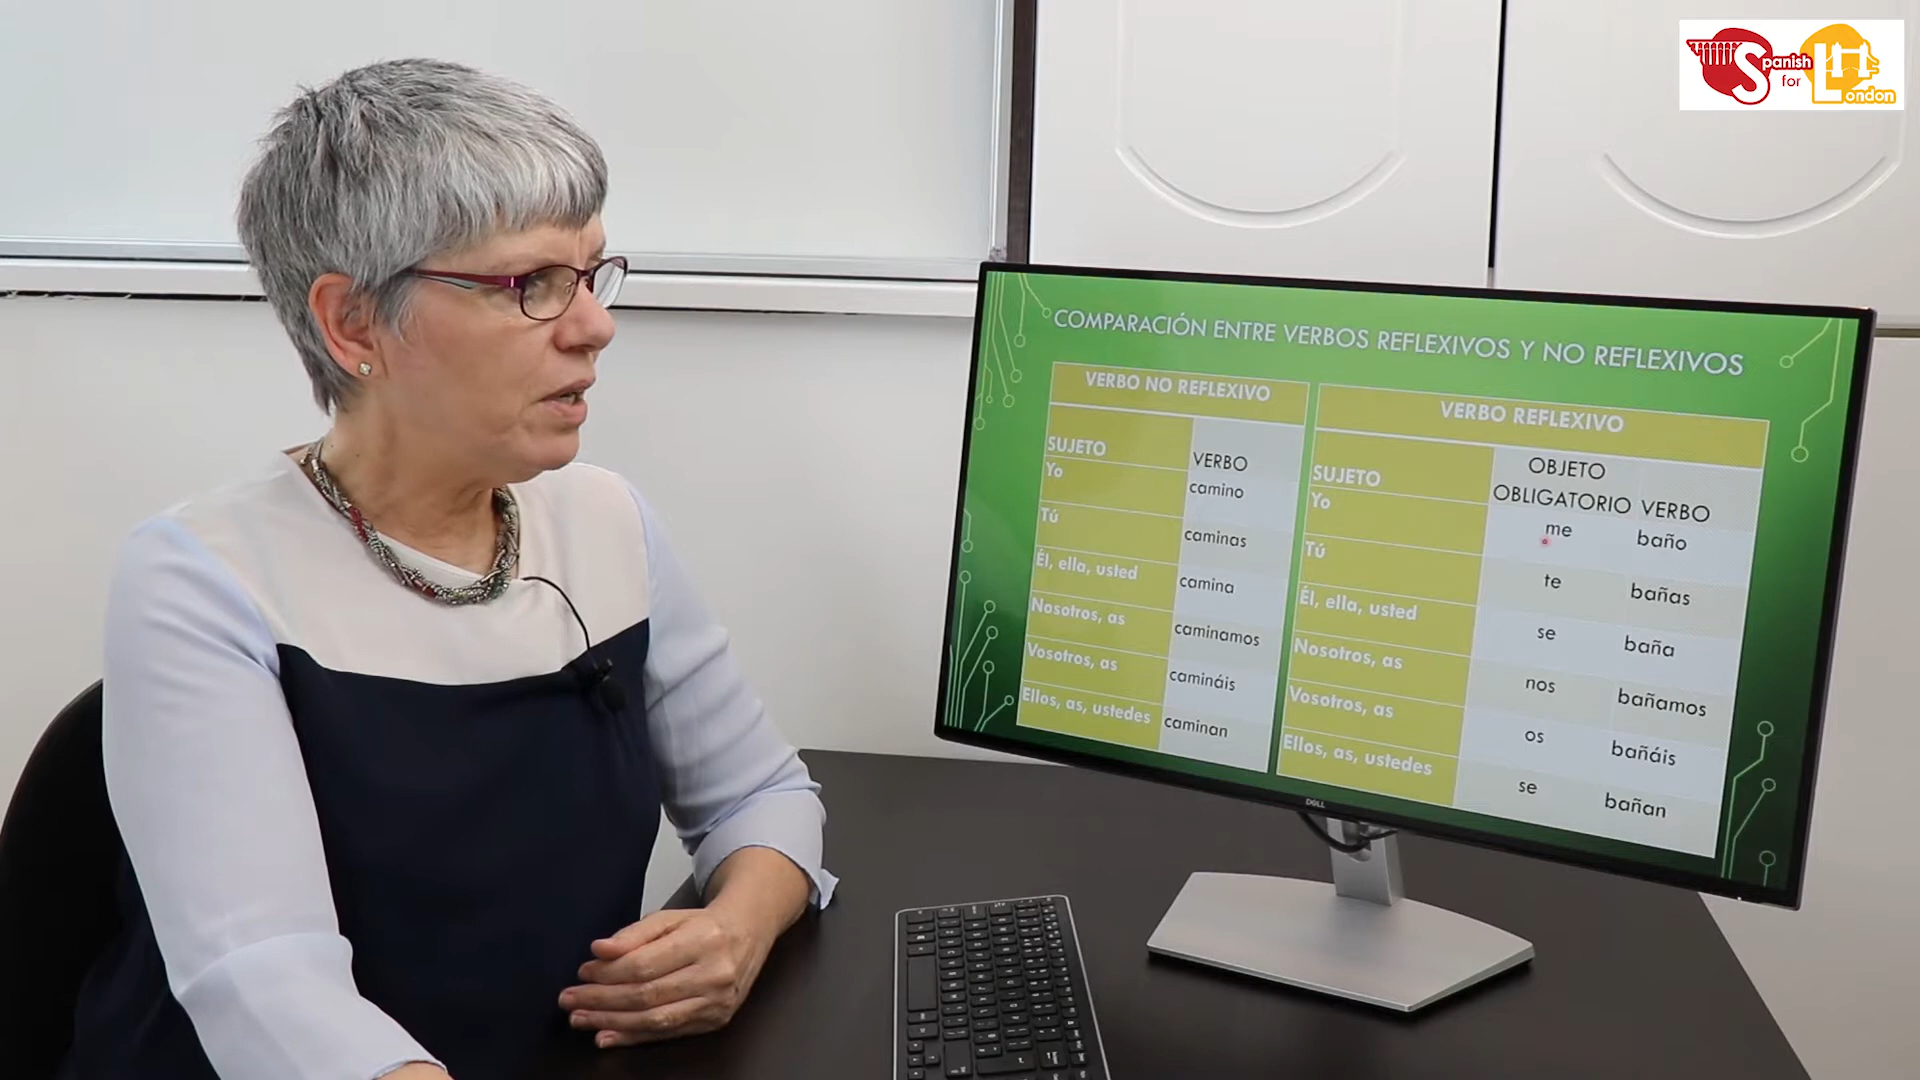 Spanish
for
London
COMPARACIÓN ENTRE VERBOS REFLEXIVOS Y NO REFLEXIVOS
VERBO NO REFLEXIVO
SUJETO VERBO
Yo camino
Tú caminas
Él, ella, usted camina
Nosotros, as caminamos
Vosotros, as camináis
Ellos, as, ustedes caminan
VERBO REFLEXIVO
SUJETO OBJETO
OBLIGATORIO VERBO
Yo me baño
Tú te bañas
Él, ella, usted se baña
Nosotros, as nos bañamos
Vosotros, as os bañáis
Ellos, as, ustedes se bañan
DELL